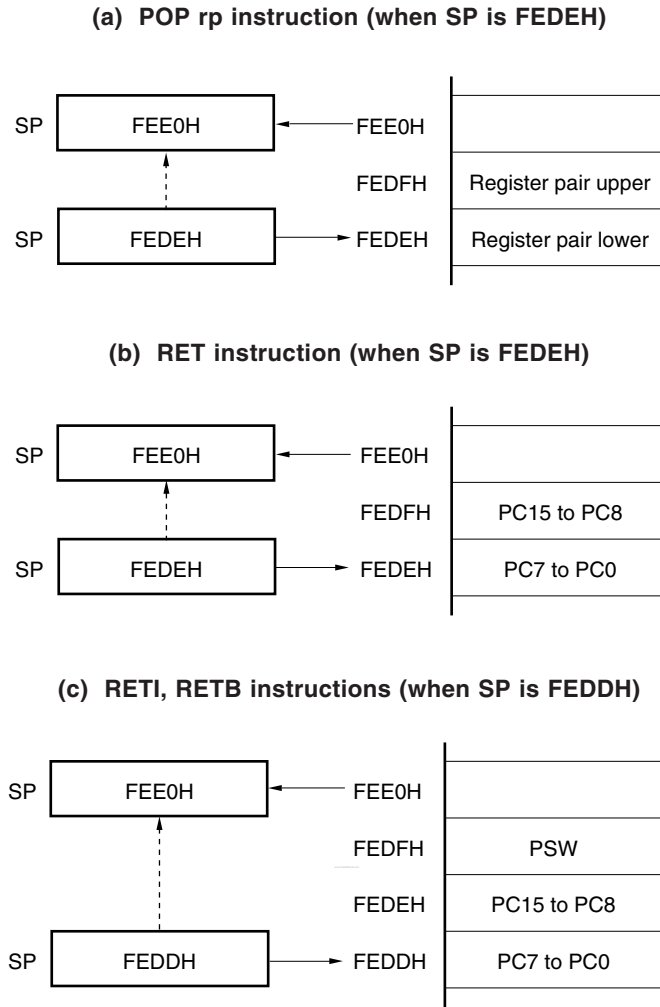 (a) POP rp instruction (when SP is FEDEH)
SP FEE0H FEE0H
FEDFH Register pair upper
SP FEDEH FEDEH Register pair lower
(b) RET instruction (when SP is FEDEH)
SP FEE0H FEE0H
FEDFH PC15 to PC8
SP FEDEH FEDEH PC7 to PC0
(c) RETI, RETB instructions (when SP is FEDDH)
SP FEE0H FEE0H
FEDFH PSW
FEDEH PC15 to PC8
SP FEDDH FEDDH PC7 to PC0